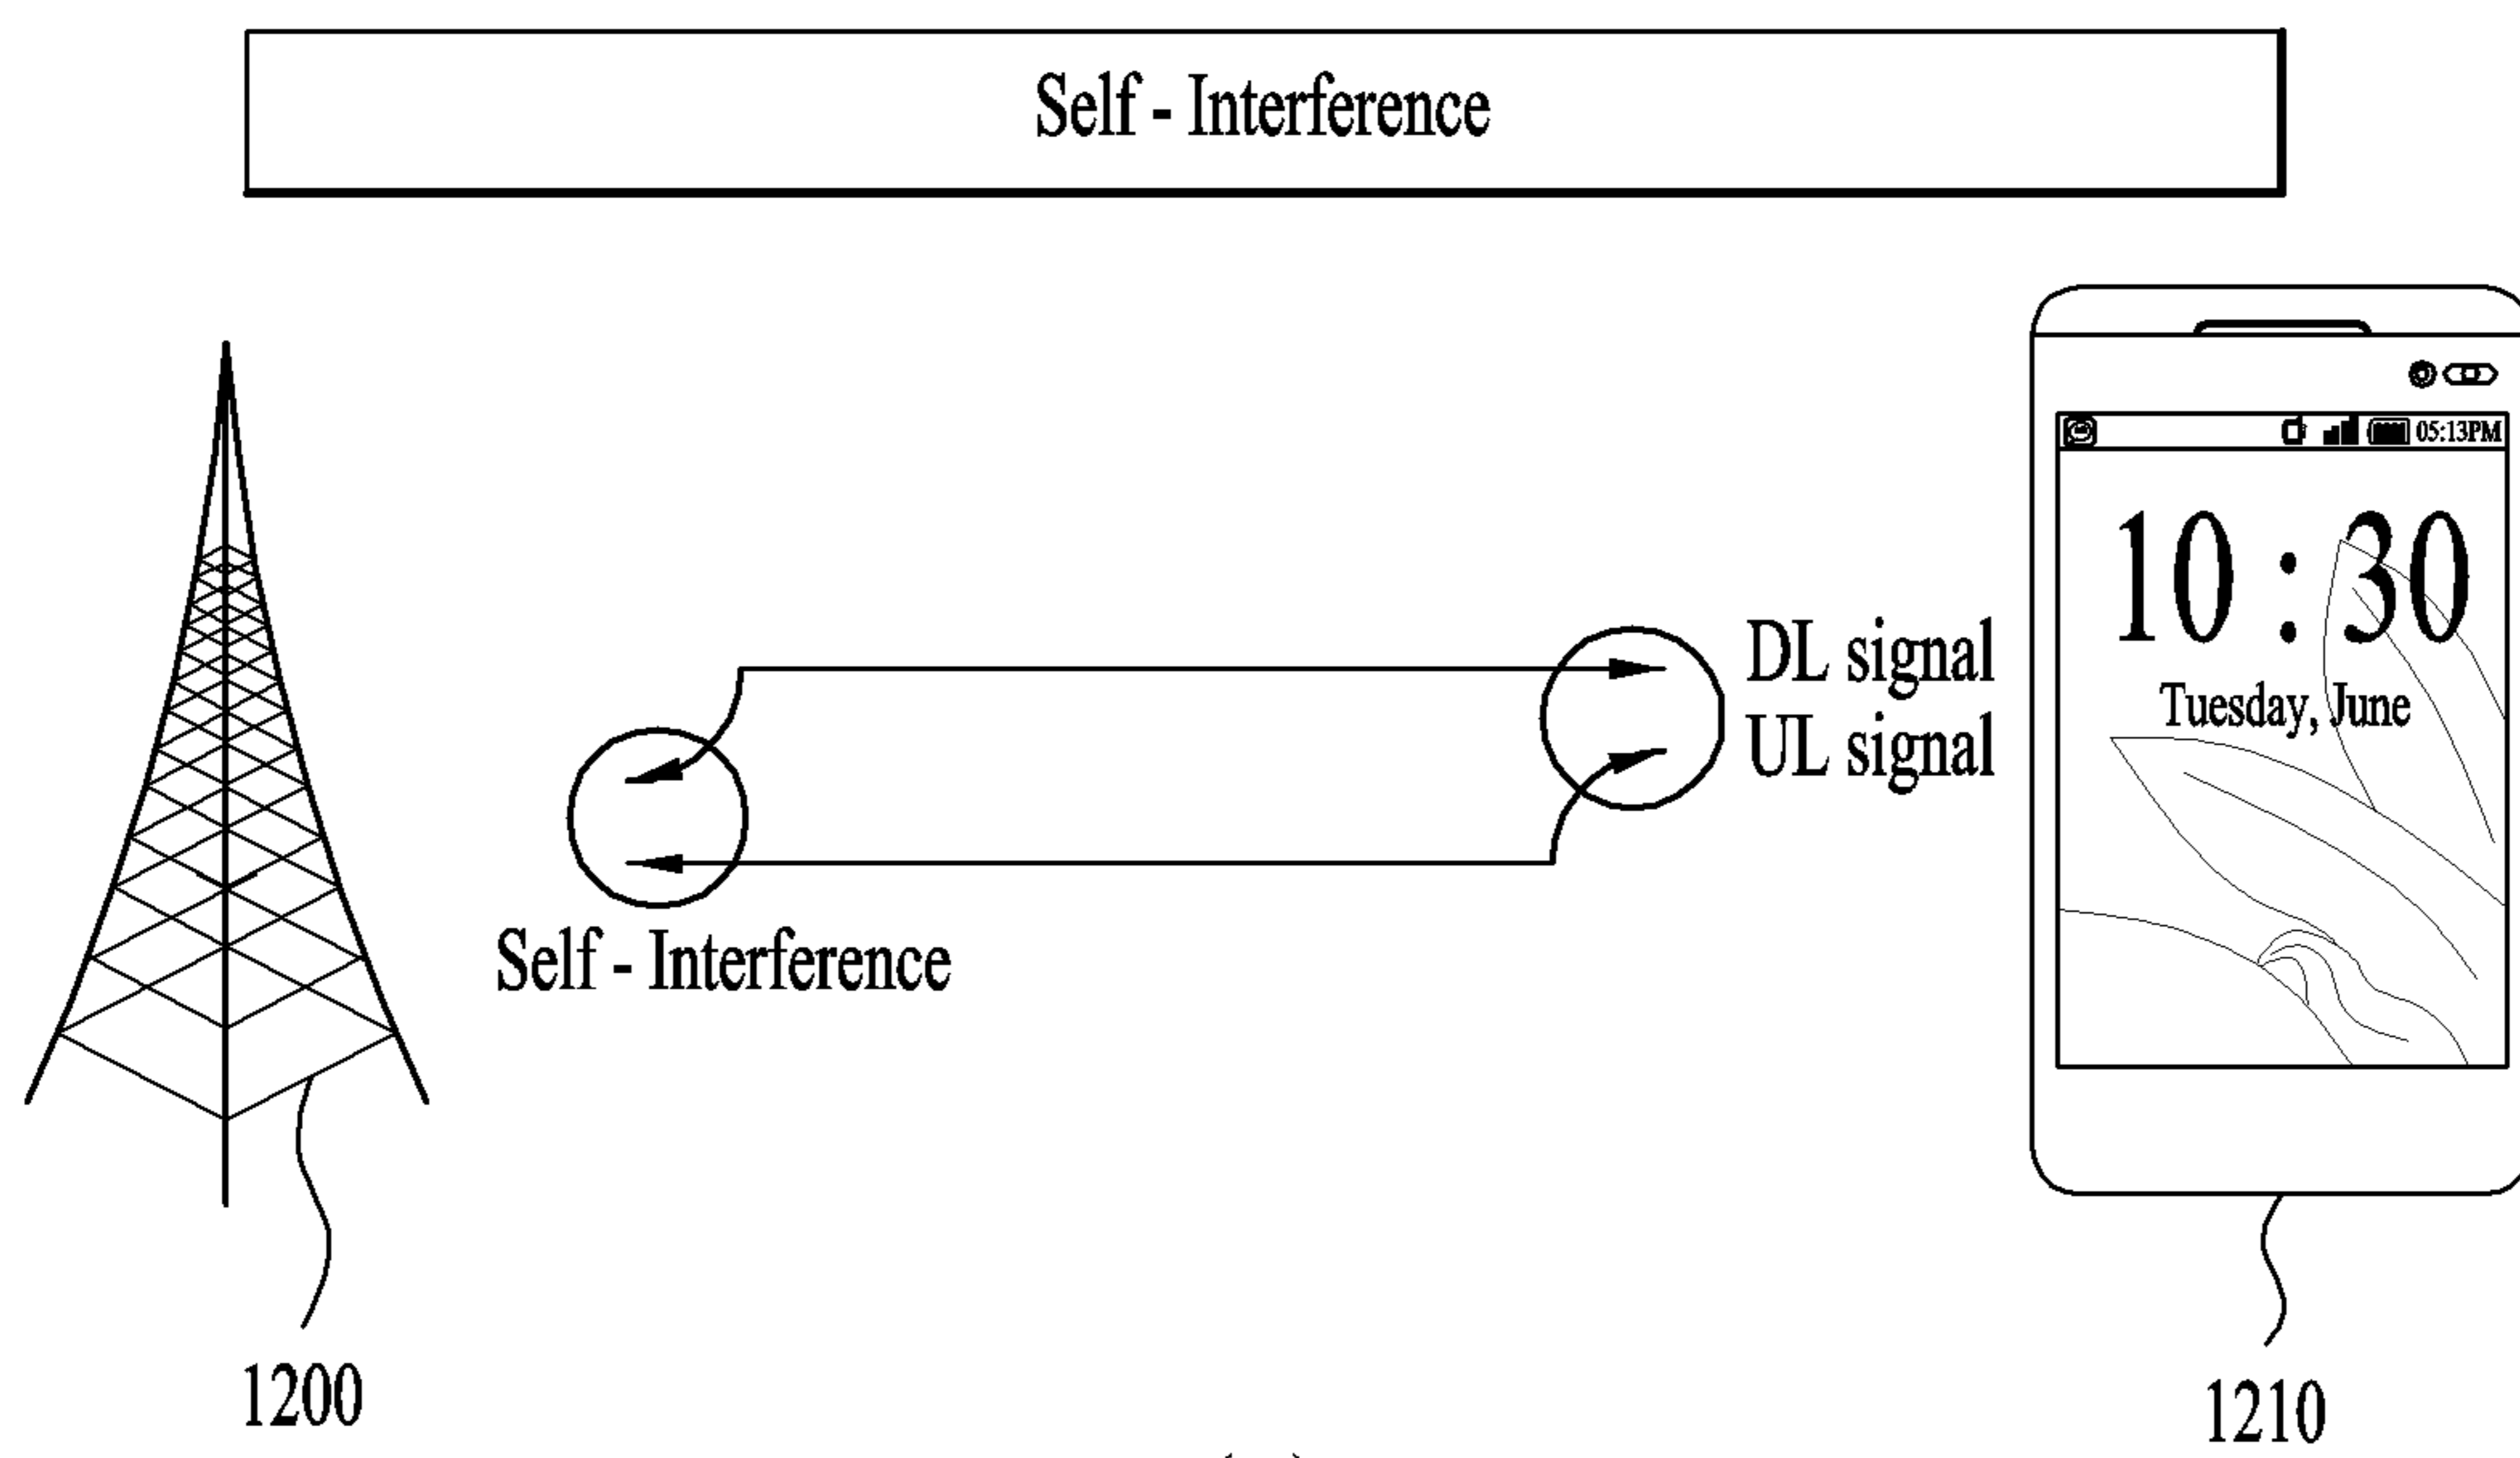 Self - Interference
05:13PM
10 : 30
Tuesday, June
DL signal
UL signal
Self - Interference
1200
1210